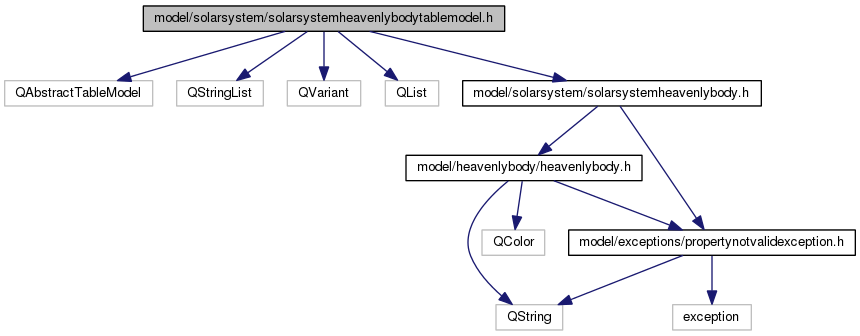 model/solarsystem/solarsystemheavenlybodytablemodel.h
QAbstractTableModel
QStringList
QVariant
QList
model/solarsystem/solarsystemheavenlybody.h
model/heavenlybody/heavenlybody.h
QColor
model/exceptions/propertynotvalidexception.h
QString
exception